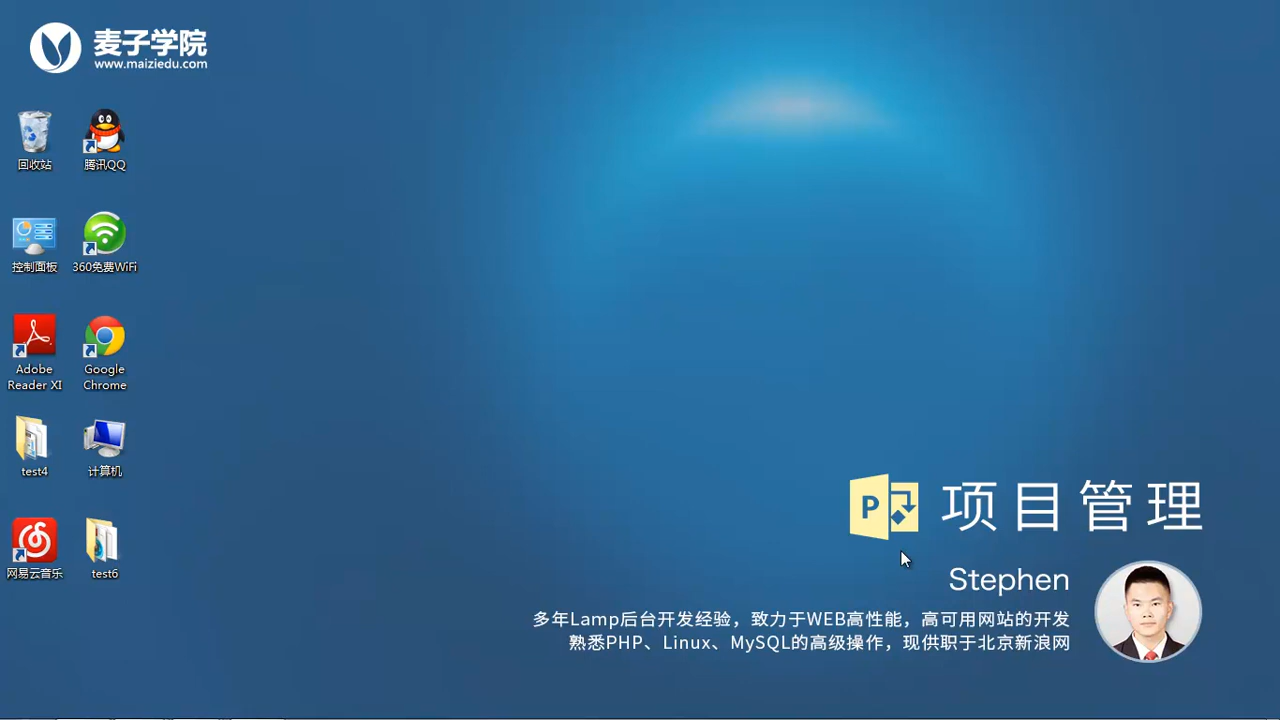 麦子学院
www.maiziedu.com
回收站
腾讯QQ
控制面板
360免费WiFi
Adobe
Reader XI
Google
Chrome
test4
计算机
网易云音乐
test6
P
项目管理
Stephen
多年Lamp后台开发经验，致力于WEB高性能，高可用网站的开发
熟悉PHP、Linux、MySQL的高级操作，现供职于北京新浪网